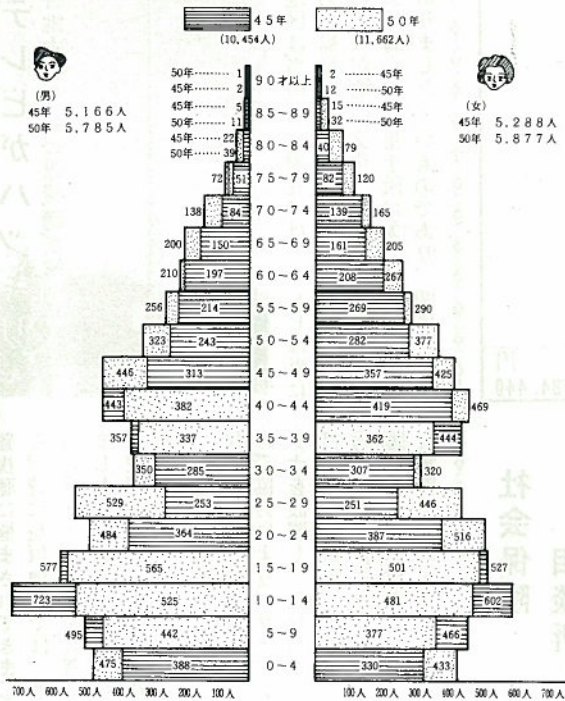 45年 50年
(10,454人) (11,662人)
(男)
45年 5,166人
50年 5,785人
(女)
45年 5,288人
50年 5,877人
50年 1 90才以上 2 45年
45年 2 12 50年
45年 5 85~89 15 45年
50年 11 32 50年
45年 22 80~84 40 79
50年 39
72 51 75~79 82 120
138 84 70~74 139 165
200 150 65~69 161 205
210 197 60~64 208 267
256 214 55~59 269 290
323 243 50~54 282 377
446 313 45~49 357 425
443 382 40~44 419 469
357 337 35~39 362 444
350 285 30~34 307 320
529 253 25~29 251 446
484 364 20~24 387 516
577 565 15~19 501 527
723 525 10~14 481 602
495 442 5~9 377 466
475 388 0~4 330 433
700人 600人 500人 400人 300人 200人 100人 100人 200人 300人 400人 500人 600人 700人